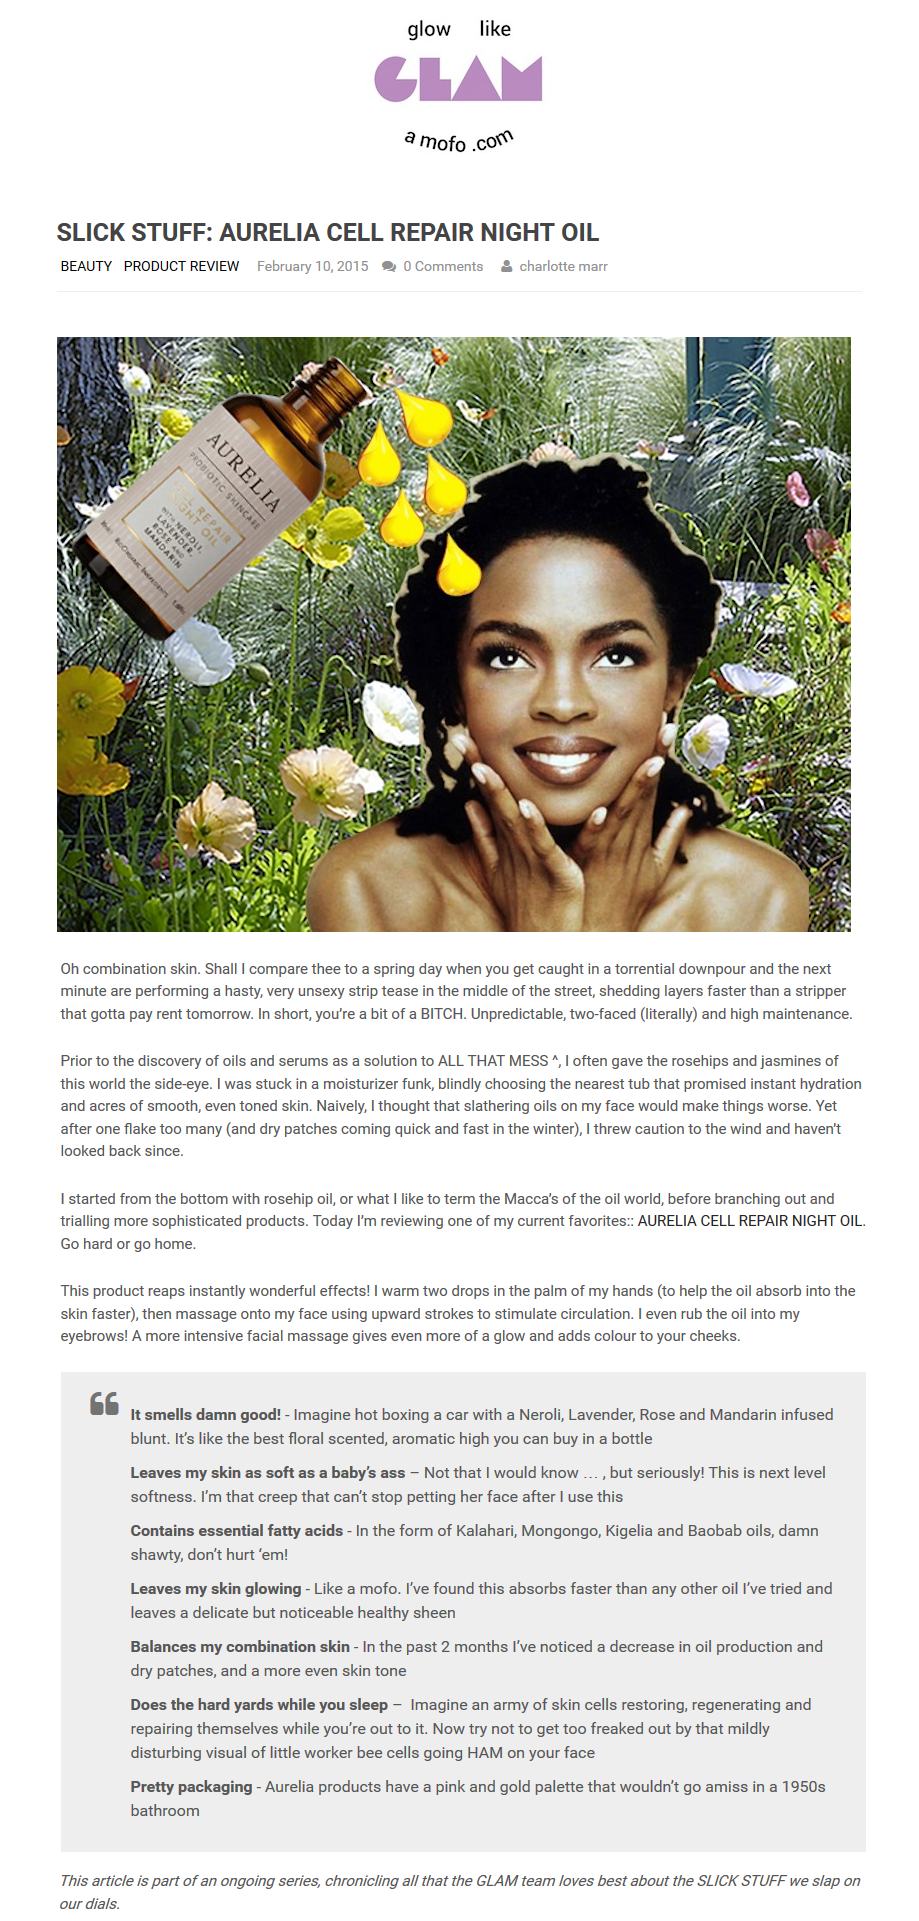 glow like
GLAM
a mofo .com
SLICK STUFF: AURELIA CELL REPAIR NIGHT OIL
BEAUTY PRODUCT REVIEW February 10, 2015 0 Comments charlotte marr
AURELIA
PROBIOTIC SKINCARE
CELL REPAIR
NIGHT OIL
WITH NEROLI,
LAVENDER,
ROSE AND
MANDARIN
Oh combination skin. Shall I compare thee to a spring day when you get caught in a torrential downpour and the next
minute are performing a hasty, very unsexy strip tease in the middle of the street, shedding layers faster than a stripper
that gotta pay rent tomorrow. In short, you’re a bit of a BITCH. Unpredictable, two-faced (literally) and high maintenance.
Prior to the discovery of oils and serums as a solution to ALL THAT MESS ^, I often gave the rosehips and jasmines of
this world the side-eye. I was stuck in a moisturizer funk, blindly choosing the nearest tub that promised instant hydration
and acres of smooth, even toned skin. Naively, I thought that slathering oils on my face would make things worse. Yet
after one flake too many (and dry patches coming quick and fast in the winter), I threw caution to the wind and haven’t
looked back since.
I started from the bottom with rosehip oil, or what I like to term the Macca’s of the oil world, before branching out and
trialling more sophisticated products. Today I’m reviewing one of my current favorites:: AURELIA CELL REPAIR NIGHT OIL.
Go hard or go home.
This product reaps instantly wonderful effects! I warm two drops in the palm of my hands (to help the oil absorb into the
skin faster), then massage onto my face using upward strokes to stimulate circulation. I even rub the oil into my
eyebrows! A more intensive facial massage gives even more of a glow and adds colour to your cheeks.
It smells damn good! - Imagine hot boxing a car with a Neroli, Lavender, Rose and Mandarin infused
blunt. It’s like the best floral scented, aromatic high you can buy in a bottle
Leaves my skin as soft as a baby’s ass – Not that I would know … , but seriously! This is next level
softness. I’m that creep that can’t stop petting her face after I use this
Contains essential fatty acids - In the form of Kalahari, Mongongo, Kigelia and Baobab oils, damn
shawty, don’t hurt ‘em!
Leaves my skin glowing - Like a mofo. I’ve found this absorbs faster than any other oil I’ve tried and
leaves a delicate but noticeable healthy sheen
Balances my combination skin - In the past 2 months I’ve noticed a decrease in oil production and
dry patches, and a more even skin tone
Does the hard yards while you sleep – Imagine an army of skin cells restoring, regenerating and
repairing themselves while you’re out to it. Now try not to get too freaked out by that mildly
disturbing visual of little worker bee cells going HAM on your face
Pretty packaging - Aurelia products have a pink and gold palette that wouldn’t go amiss in a 1950s
bathroom
This article is part of an ongoing series, chronicling all that the GLAM team loves best about the SLICK STUFF we slap on
our dials.